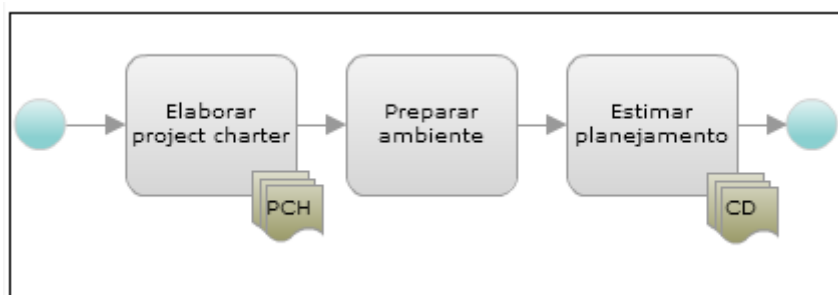 Elaborar
project charter
Preparar
ambiente
Estimar
planejamento
PCH
CD